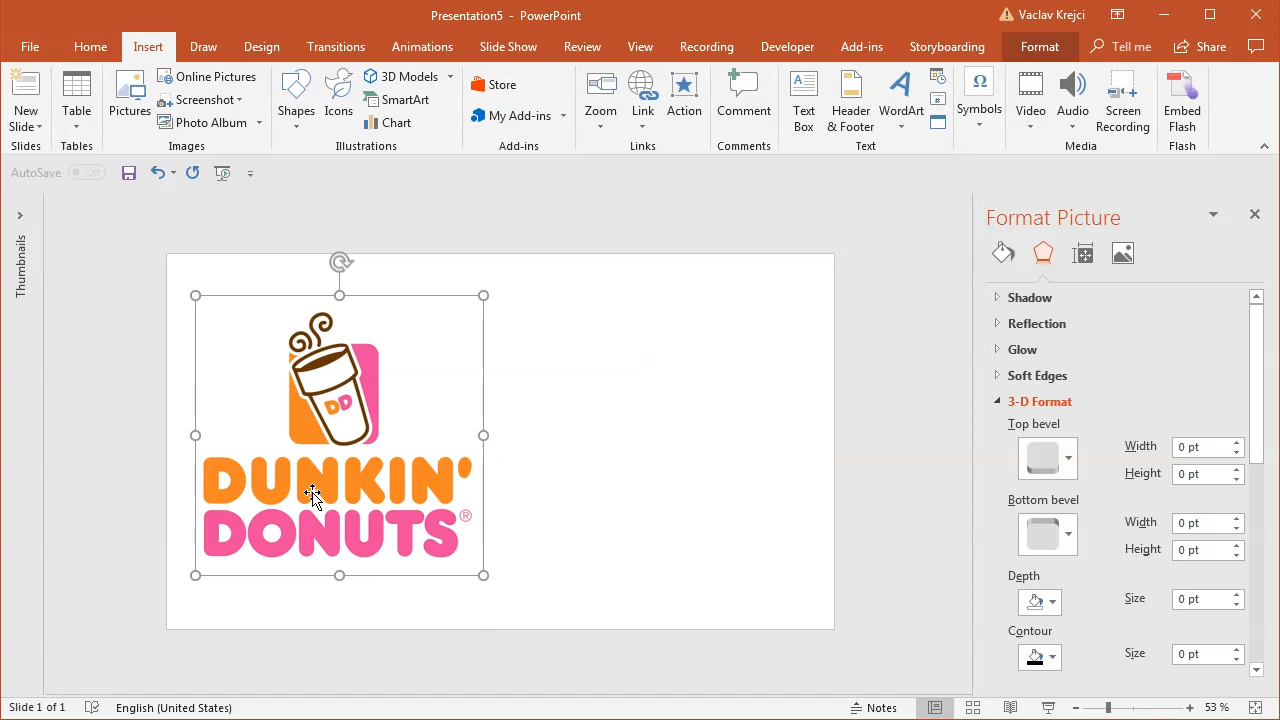 Presentation5 - PowerPoint
Vaclav Krejci
File Home Insert Draw Design Transitions Animations Slide Show Review View Recording Developer Add-ins Storyboarding Format Tell me Share
New Slide
Slides
Table
Tables
Pictures
Online Pictures
Screenshot
Photo Album
Images
Shapes
Icons
3D Models
SmartArt
Chart
Illustrations
Store
My Add-ins
Add-ins
Zoom
Link
Action
Links
Comment
Comments
Text Box
Header & Footer
WordArt
Text
Ω
Symbols
Video
Audio
Screen Recording
Media
Embed Flash
Flash
AutoSave Off
Thumbnails
DD
DUNKIN'
DONUTS®
Format Picture
Shadow
Reflection
Glow
Soft Edges
3-D Format
Top bevel
Width 0 pt
Height 0 pt
Bottom bevel
Width 0 pt
Height 0 pt
Depth
Size 0 pt
Contour
Size 0 pt
Slide 1 of 1 English (United States) Notes 53 %